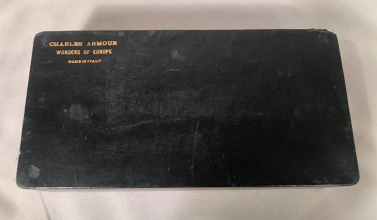 CHARLES ARMOUR
WONDERS OF EUROPE
MADE IN ITALY